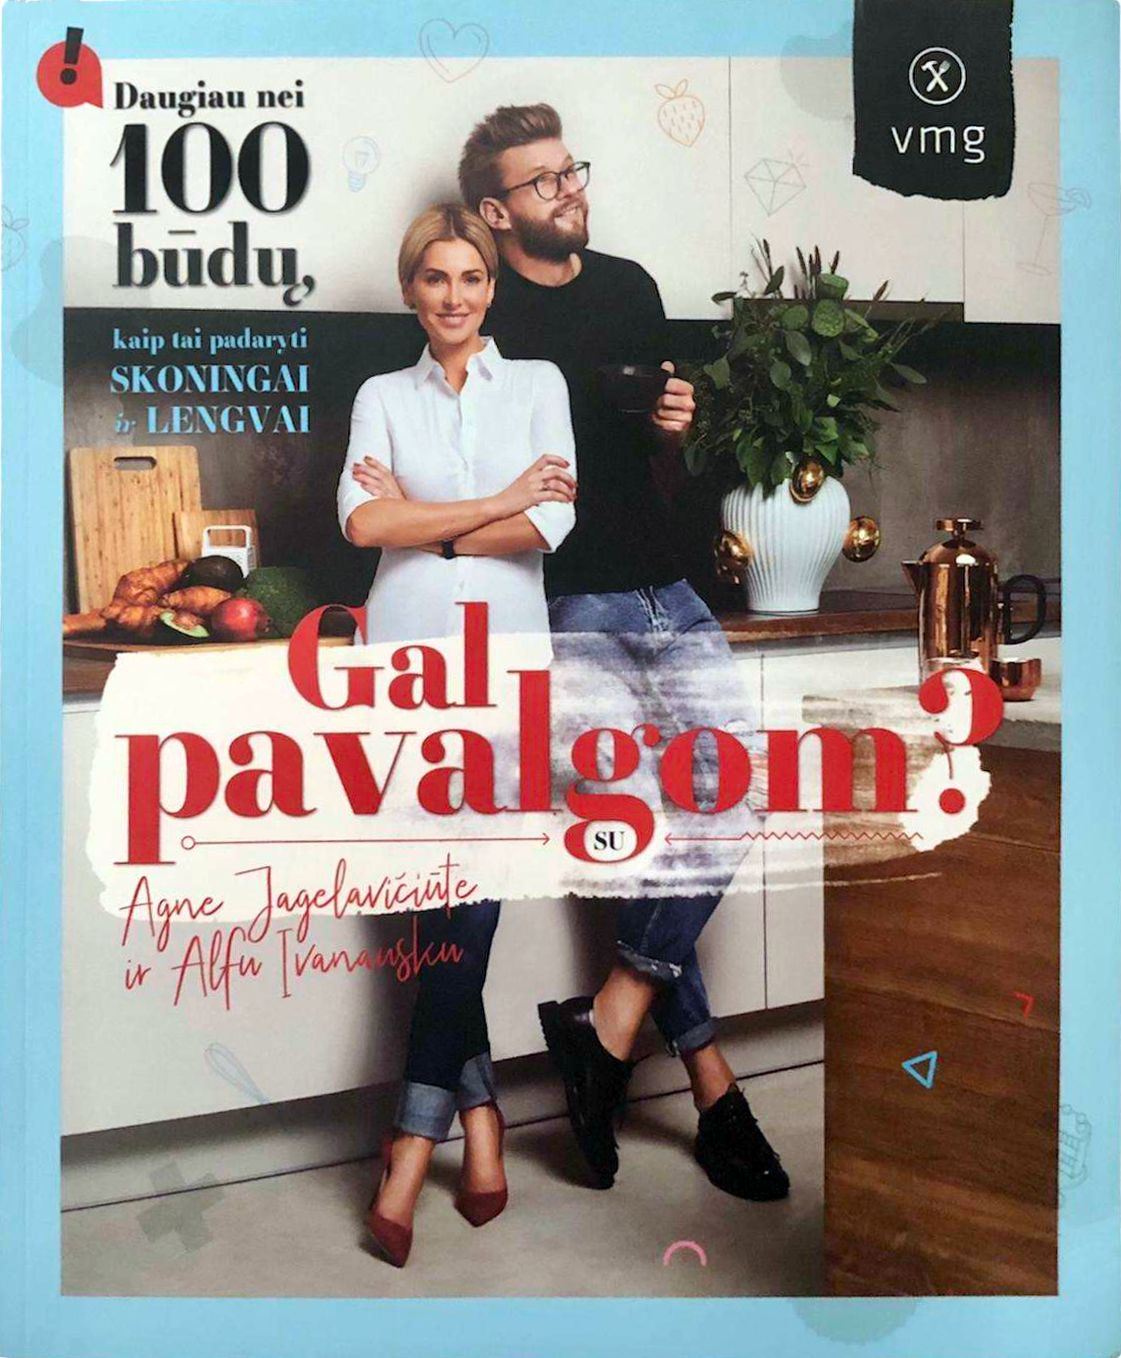 Daugiau nei
100
būdų,
kaip tai padaryti
SKONINGAI
ir LENGVAI
vmg
Gal
pavalgom?
SU
Agne Jagelavičiūte
ir Alfu Ivanausku